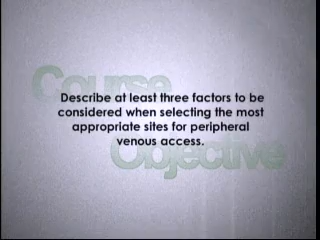 Course
Describe at least three factors to be
considered when selecting the most
appropriate sites for peripheral
venous access.
Objective